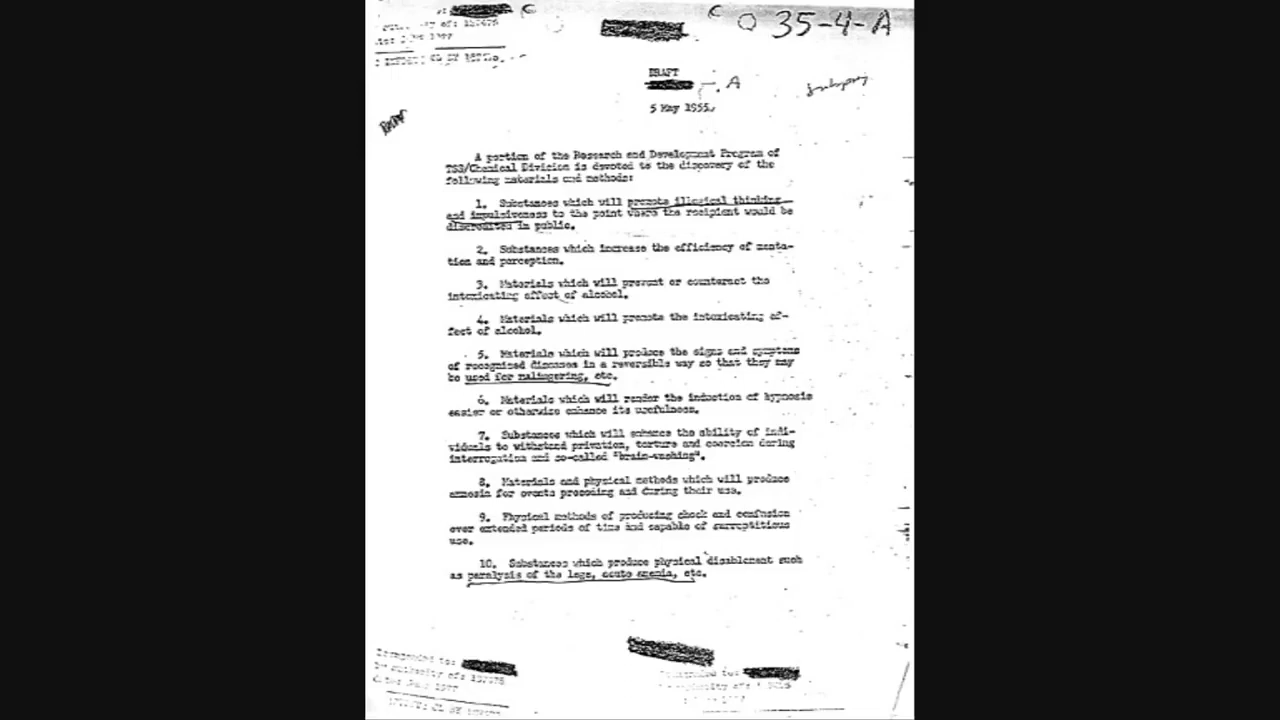 35-4-A
DRAFT
A
5 May 1955.
A portion of the Research and Development Program of
TSS/Chemical Division is devoted to the discovery of the
following materials and methods:
1. Substances which will promote illogical thinking
and impulsiveness to the point where the recipient would be
discredited in public.
2. Substances which increase the efficiency of menta-
tion and perception.
3. Materials which will prevent or counteract the
intoxicating effect of alcohol.
4. Materials which will promote the intoxicating ef-
fect of alcohol.
5. Materials which will produce the signs and symptoms
of recognized diseases in a reversible way so that they may
be used for malingering, etc.
6. Materials which will render the induction of hypnosis
easier or otherwise enhance its usefulness.
7. Substances which will enhance the ability of indi-
viduals to withstand privation, torture and coercion during
interrogation and so-called "brain-washing".
8. Materials and physical methods which will produce
amnesia for events preceding and during their use.
9. Physical methods of producing shock and confusion
over extended periods of time and capable of surreptitious
use.
10. Substances which produce physical disablement such
as paralysis of the legs, acute anemia, etc.